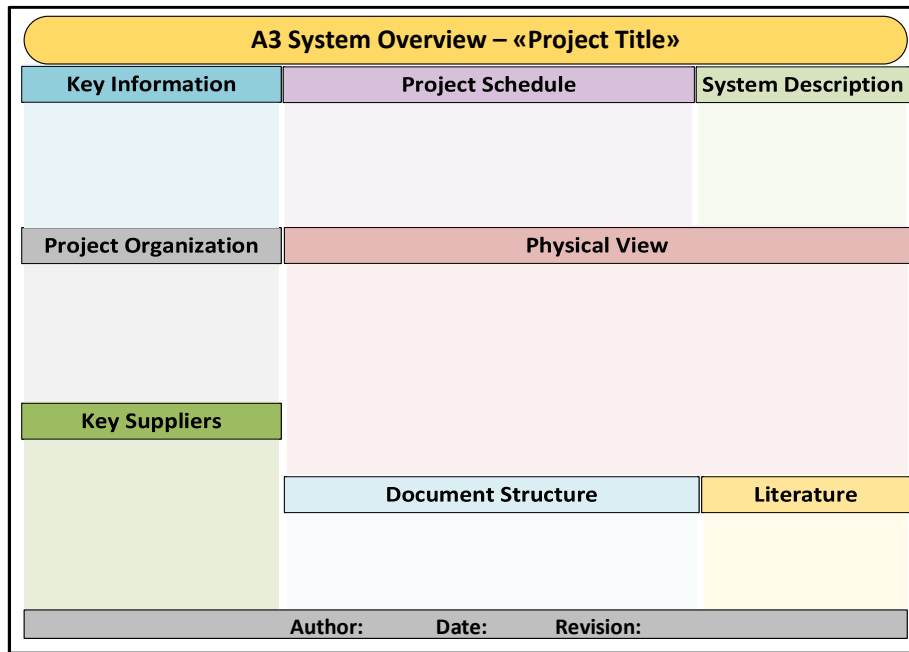 A3 System Overview – «Project Title»
Key Information
Project Schedule
System Description
Project Organization
Physical View
Key Suppliers
Document Structure
Literature
Author: Date: Revision: